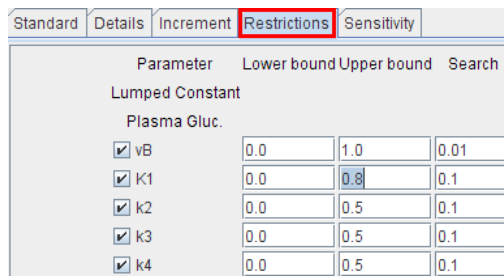 Standard Details Increment Restrictions Sensitivity
Parameter Lower bound Upper bound Search
Lumped Constant
Plasma Gluc.
vB 0.0 1.0 0.01
K1 0.0 0.8 0.1
k2 0.0 0.5 0.1
k3 0.0 0.5 0.1
k4 0.0 0.5 0.1